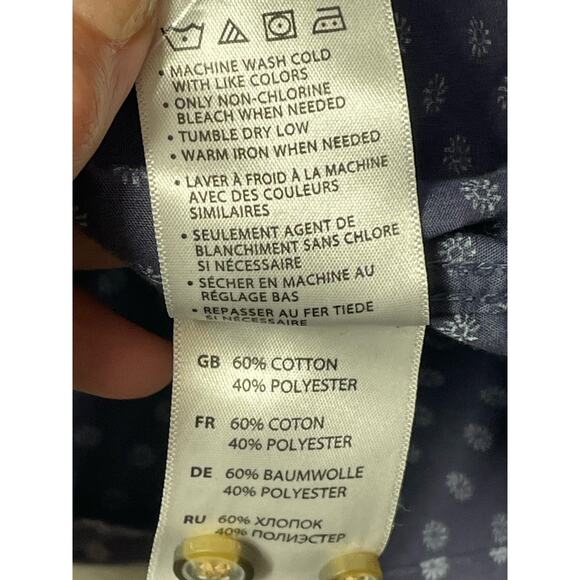 • MACHINE WASH COLD
WITH LIKE COLORS
• ONLY NON-CHLORINE
BLEACH WHEN NEEDED
• TUMBLE DRY LOW
• WARM IRON WHEN NEEDED
• LAVER À FROID À LA MACHINE
AVEC DES COULEURS
SIMILAIRES
• SEULEMENT AGENT DE
BLANCHIMENT SANS CHLORE
SI NÉCESSAIRE
• SÉCHER EN MACHINE AU
RÉGLAGE BAS
• REPASSER AU FER TIEDE
SI NÉCESSAIRE
GB 60% COTTON
40% POLYESTER
FR 60% COTON
40% POLYESTER
DE 60% BAUMWOLLE
40% POLYESTER
RU 60% ХЛОПОК
40% ПОЛИЭСТЕР